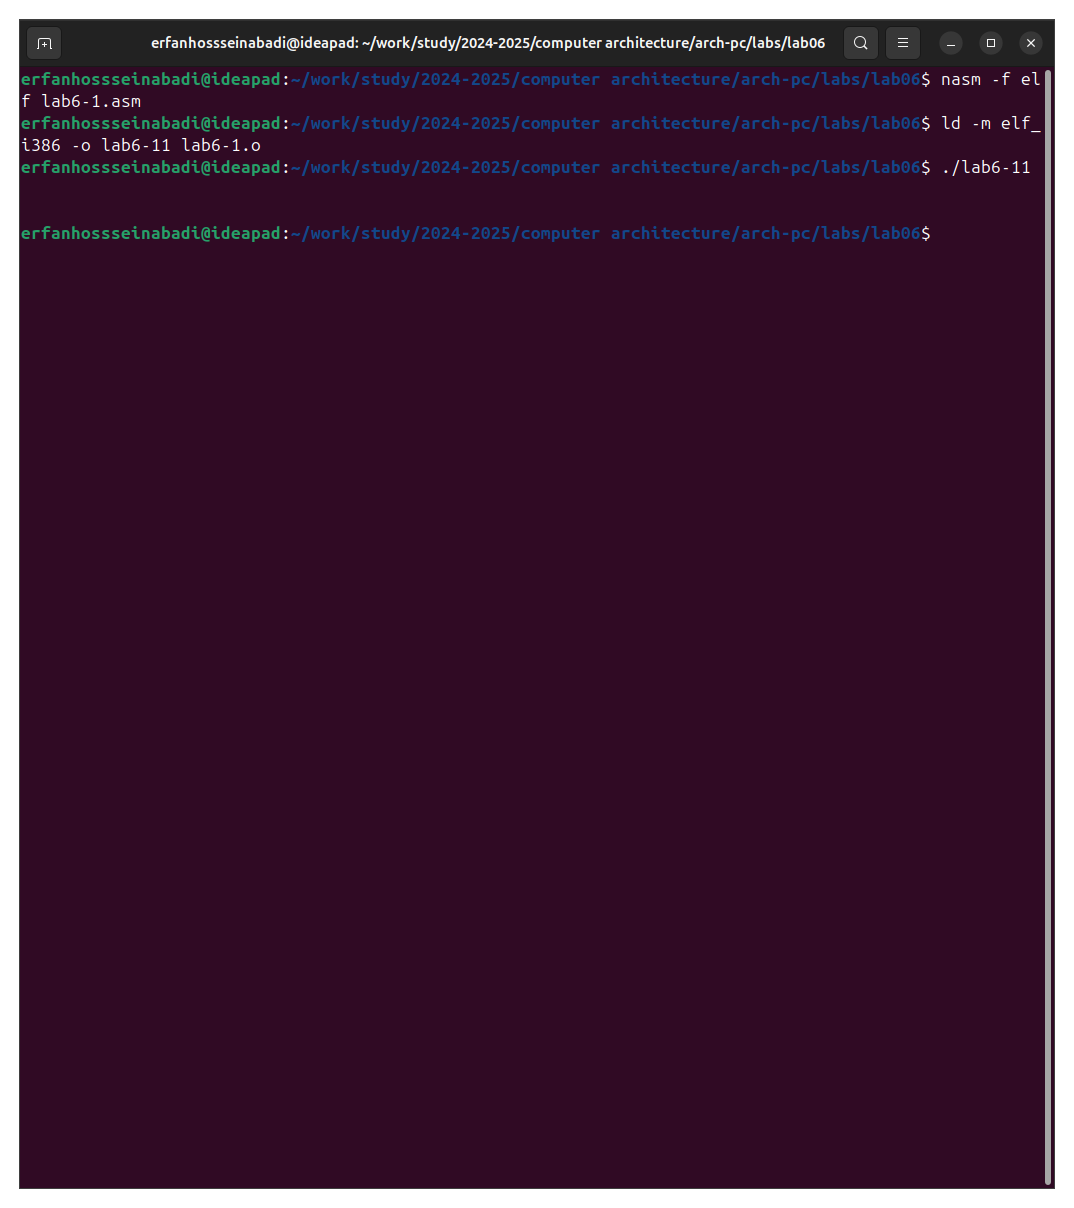 erfanhossseinabadi@ideapad: ~/work/study/2024-2025/computer architecture/arch-pc/labs/lab06
erfanhossseinabadi@ideapad:~/work/study/2024-2025/computer architecture/arch-pc/labs/lab06$ nasm -f el
f lab6-1.asm
erfanhossseinabadi@ideapad:~/work/study/2024-2025/computer architecture/arch-pc/labs/lab06$ ld -m elf_
i386 -o lab6-11 lab6-1.o
erfanhossseinabadi@ideapad:~/work/study/2024-2025/computer architecture/arch-pc/labs/lab06$ ./lab6-11
erfanhossseinabadi@ideapad:~/work/study/2024-2025/computer architecture/arch-pc/labs/lab06$